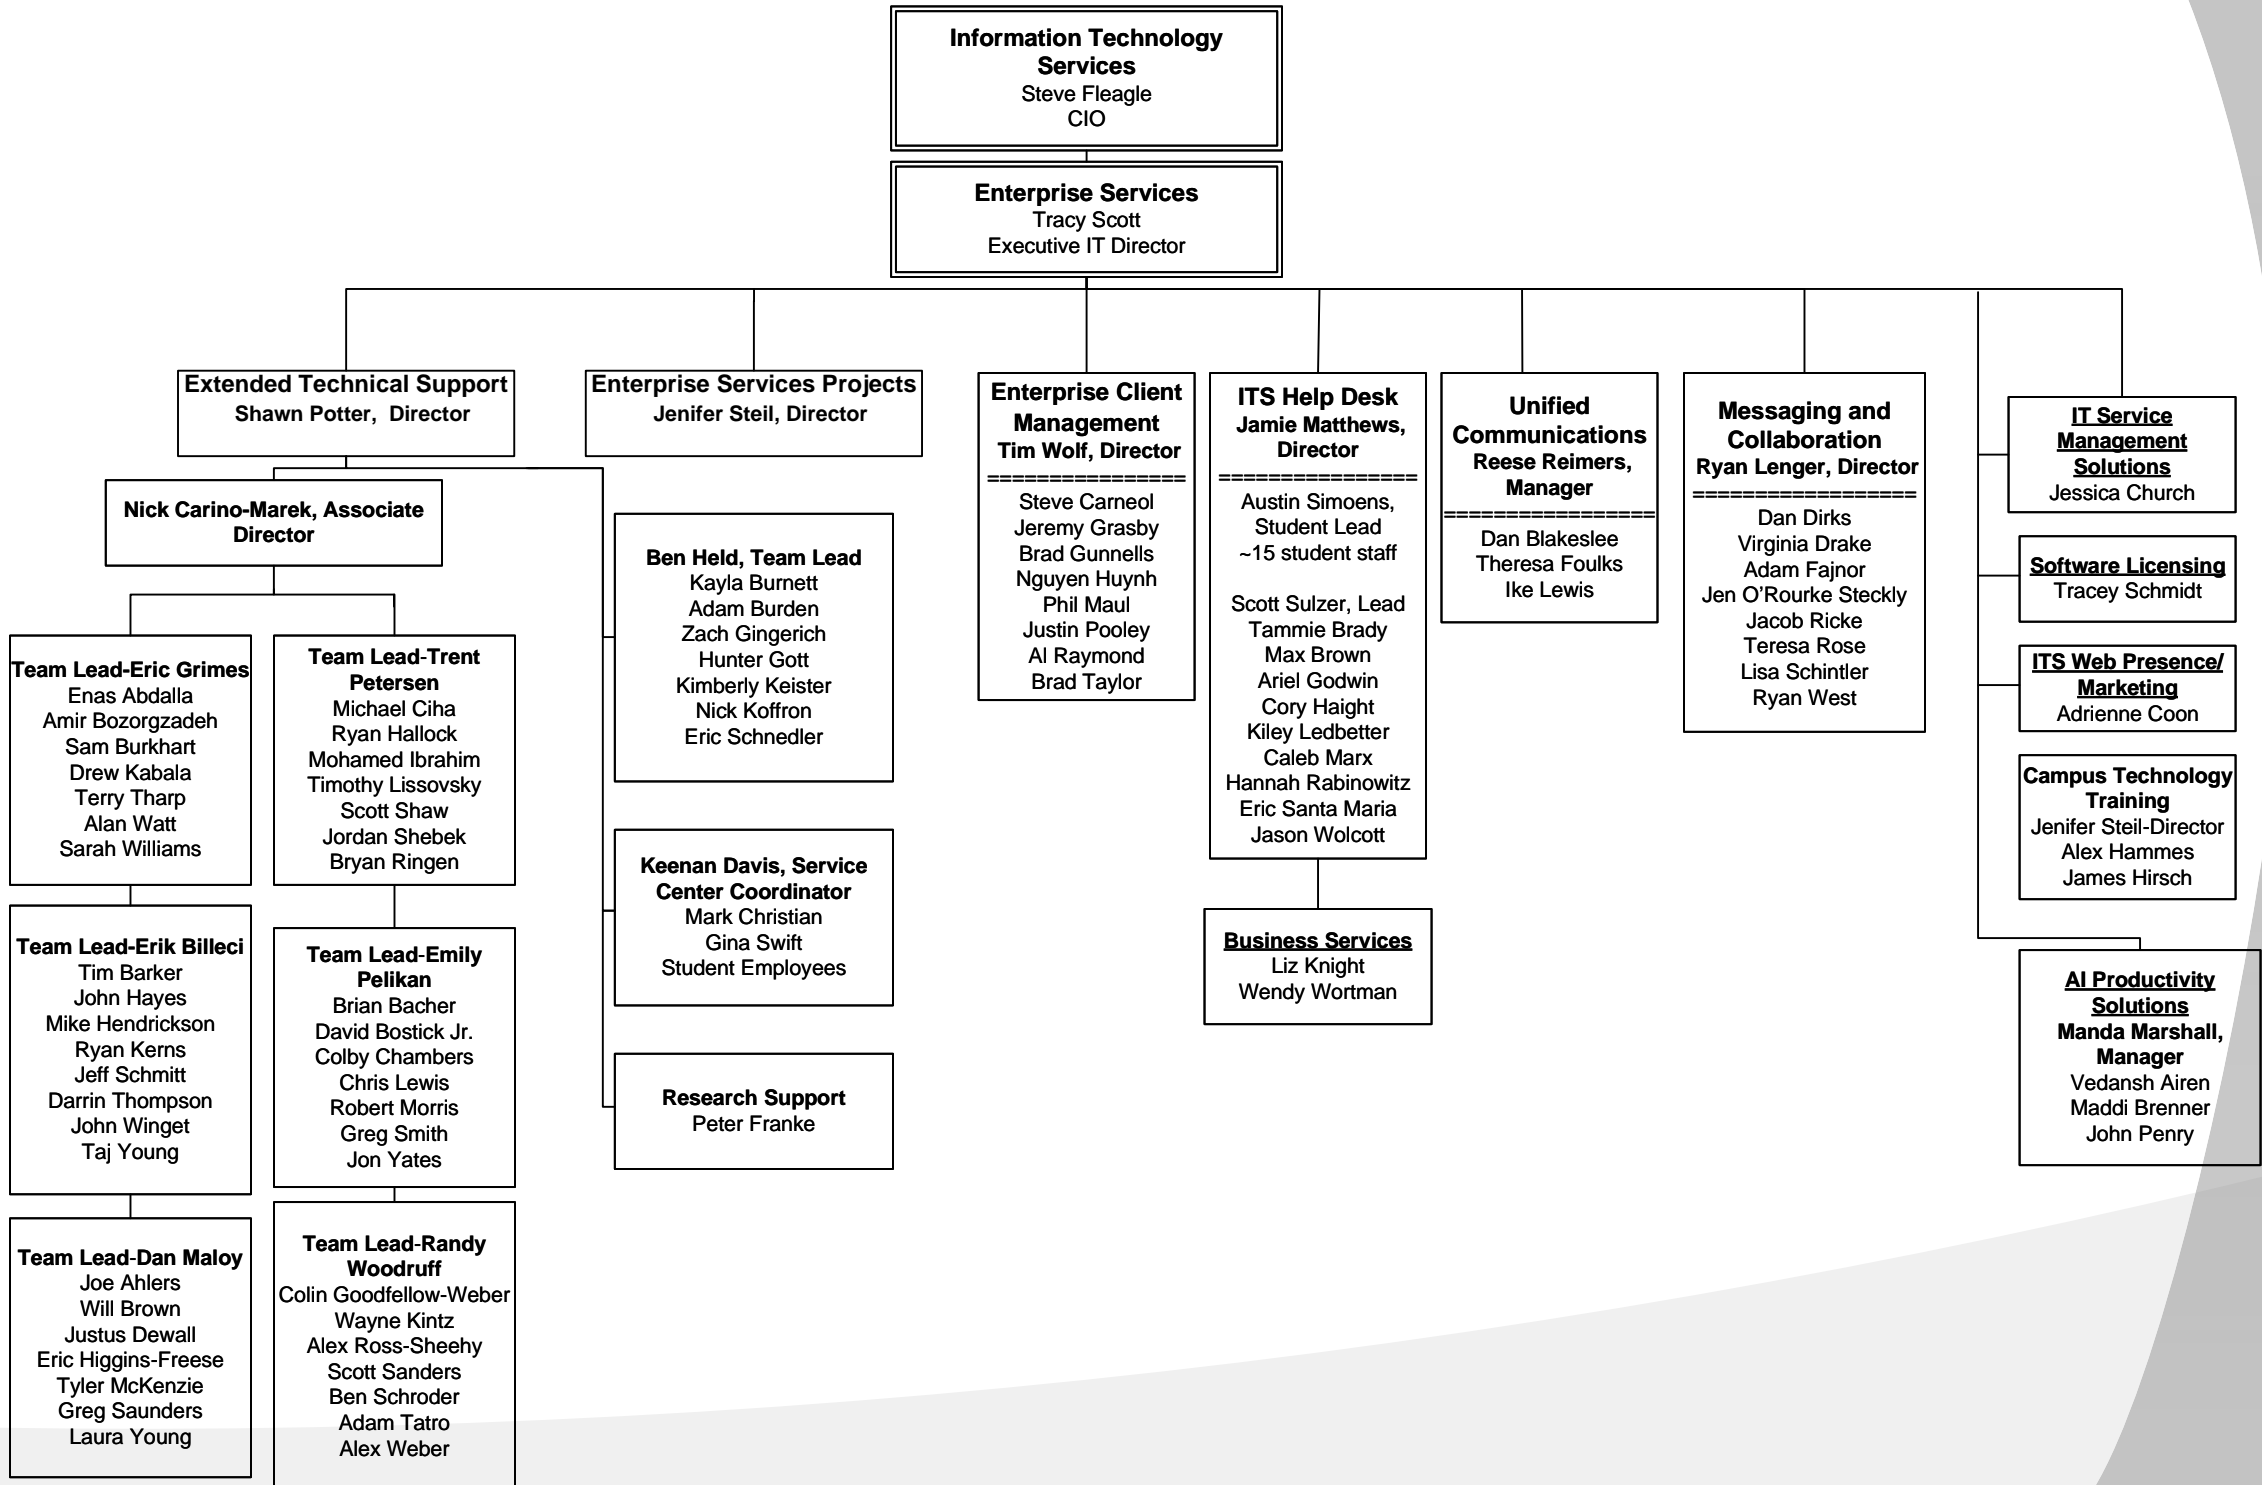 Information Technology
Services
Steve Fleagle
CIO
Enterprise Services
Tracy Scott
Executive IT Director
Extended Technical Support
Shawn Potter,  Director
Enterprise Services Projects
Jenifer Steil, Director
Enterprise Client
Management
Tim Wolf, Director
================
Steve Carneol
Jeremy Grasby
Brad Gunnells
Nguyen Huynh
Phil Maul
Justin Pooley
Al Raymond
Brad Taylor
ITS Help Desk
Jamie Matthews,
Director
================
Austin Simoens,
Student Lead
~15 student staff
Scott Sulzer, Lead
Tammie Brady
Max Brown
Ariel Godwin
Cory Haight
Kiley Ledbetter
Caleb Marx
Hannah Rabinowitz
Eric Santa Maria
Jason Wolcott
Business Services
Liz Knight
Wendy Wortman
Unified
Communications
Reese Reimers,
Manager
=================
Dan Blakeslee
Theresa Foulks
Ike Lewis
Messaging and
Collaboration
Ryan Lenger, Director
==================
Dan Dirks
Virginia Drake
Adam Fajnor
Jen O'Rourke Steckly
Jacob Ricke
Teresa Rose
Lisa Schintler
Ryan West
IT Service
Management
Solutions
Jessica Church
Software Licensing
Tracey Schmidt
ITS Web Presence/
Marketing
Adrienne Coon
Campus Technology
Training
Jenifer Steil-Director
Alex Hammes
James Hirsch
AI Productivity
Solutions
Manda Marshall,
Manager
Vedansh Airen
Maddi Brenner
John Penry
Nick Carino-Marek, Associate
Director
Ben Held, Team Lead
Kayla Burnett
Adam Burden
Zach Gingerich
Hunter Gott
Kimberly Keister
Nick Koffron
Eric Schnedler
Keenan Davis, Service
Center Coordinator
Mark Christian
Gina Swift
Student Employees
Research Support
Peter Franke
Team Lead-Eric Grimes
Enas Abdalla
Amir Bozorgzadeh
Sam Burkhart
Drew Kabala
Terry Tharp
Alan Watt
Sarah Williams
Team Lead-Erik Billeci
Tim Barker
John Hayes
Mike Hendrickson
Ryan Kerns
Jeff Schmitt
Darrin Thompson
John Winget
Taj Young
Team Lead-Dan Maloy
Joe Ahlers
Will Brown
Justus Dewall
Eric Higgins-Freese
Tyler McKenzie
Greg Saunders
Laura Young
Team Lead-Trent
Petersen
Michael Ciha
Ryan Hallock
Mohamed Ibrahim
Timothy Lissovsky
Scott Shaw
Jordan Shebek
Bryan Ringen
Team Lead-Emily
Pelikan
Brian Bacher
David Bostick Jr.
Colby Chambers
Chris Lewis
Robert Morris
Greg Smith
Jon Yates
Team Lead-Randy
Woodruff
Colin Goodfellow-Weber
Wayne Kintz
Alex Ross-Sheehy
Scott Sanders
Ben Schroder
Adam Tatro
Alex Weber